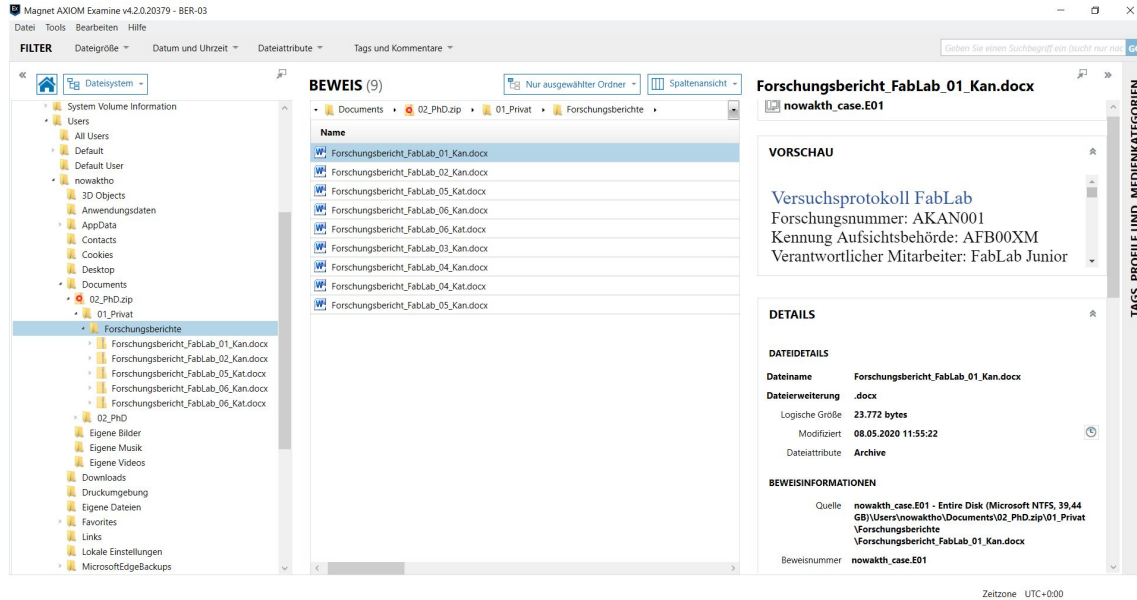 Magnet AXIOM Examine v4.2.0.20379 - BER-03
Datei Tools Bearbeiten Hilfe
FILTER Dateigröße Datum und Uhrzeit Dateiattribute Tags und Kommentare
Geben Sie einen Suchbegriff ein (sucht nur nac
Dateisystem
System Volume Information
Users
All Users
Default
Default User
nowaktho
3D Objects
Anwendungsdaten
AppData
Contacts
Cookies
Desktop
Documents
02_PhD.zip
01_Privat
Forschungsberichte
Forschungsbericht_FabLab_01_Kan.docx
Forschungsbericht_FabLab_02_Kan.docx
Forschungsbericht_FabLab_05_Kat.docx
Forschungsbericht_FabLab_06_Kan.docx
Forschungsbericht_FabLab_06_Kat.docx
02_PhD
Eigene Bilder
Eigene Musik
Eigene Videos
Downloads
Druckumgebung
Eigene Dateien
Favorites
Links
Lokale Einstellungen
MicrosoftEdgeBackups
BEWEIS (9)
Nur ausgewählter Ordner
Spaltenansicht
Documents 02_PhD.zip 01_Privat Forschungsberichte
Name
Forschungsbericht_FabLab_01_Kan.docx
Forschungsbericht_FabLab_02_Kan.docx
Forschungsbericht_FabLab_05_Kat.docx
Forschungsbericht_FabLab_06_Kan.docx
Forschungsbericht_FabLab_06_Kat.docx
Forschungsbericht_FabLab_03_Kan.docx
Forschungsbericht_FabLab_04_Kan.docx
Forschungsbericht_FabLab_04_Kat.docx
Forschungsbericht_FabLab_05_Kan.docx
Forschungsbericht_FabLab_01_Kan.docx
nowakth_case.E01
VORSCHAU
Versuchsprotokoll FabLab
Forschungsnummer: AKAN001
Kennung Aufsichtsbehörde: AFB00XM
Verantwortlicher Mitarbeiter: FabLab Junior
DETAILS
DATEIDETAILS
Dateiname Forschungsbericht_FabLab_01_Kan.docx
Dateierweiterung .docx
Logische Größe 23.772 bytes
Modifiziert 08.05.2020 11:55:22
Dateiattribute Archive
BEWEISINFORMATIONEN
Quelle nowakth_case.E01 - Entire Disk (Microsoft NTFS, 39,44
GB)\Users\nowaktho\Documents\02_PhD.zip\01_Privat
\Forschungsberichte
\Forschungsbericht_FabLab_01_Kan.docx
Beweisnummer nowakth_case.E01
TAGS, PROFILE UND MEDIENKATEGORIEN
Zeitzone UTC+0:00